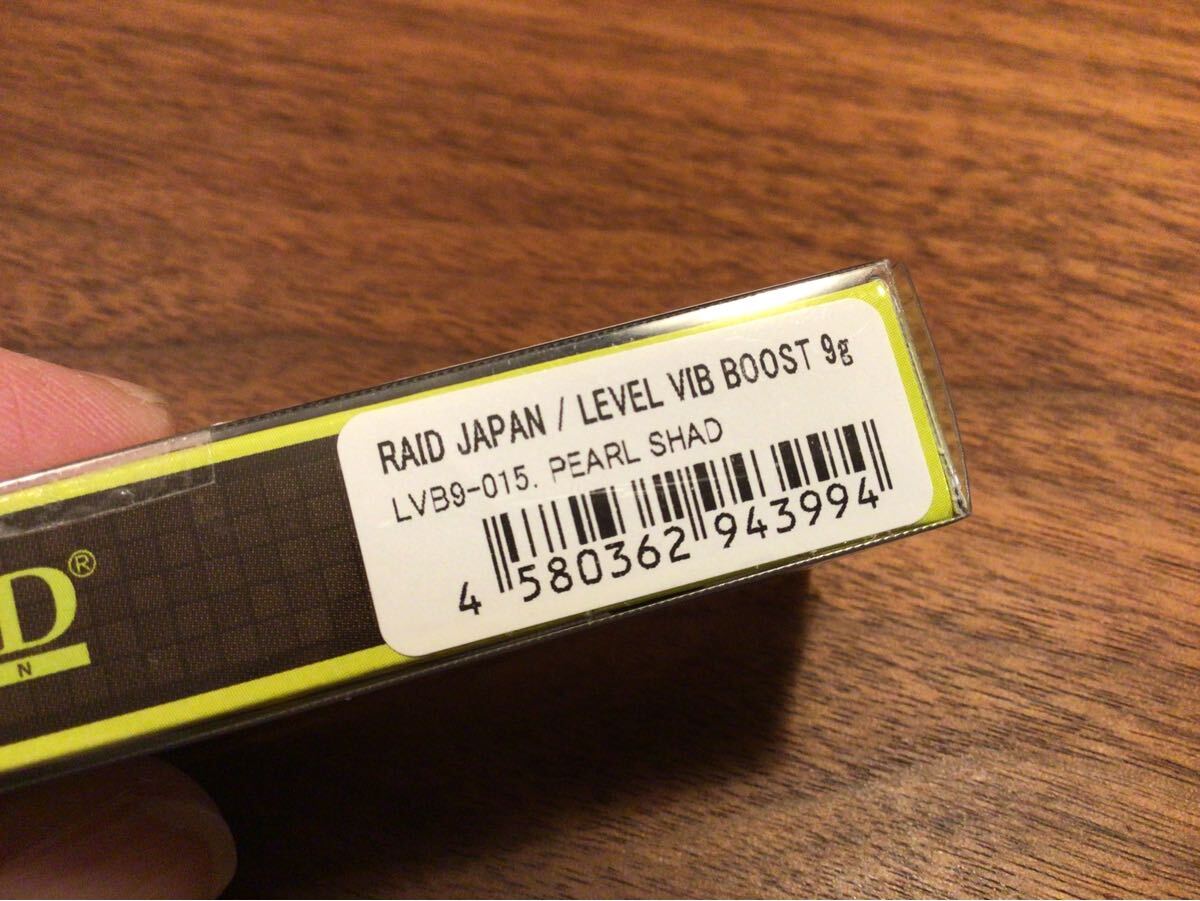 RAID JAPAN / LEVEL VIB BOOST 9g
LVB9-015. PEARL SHAD
4 580362 943994
D®
N